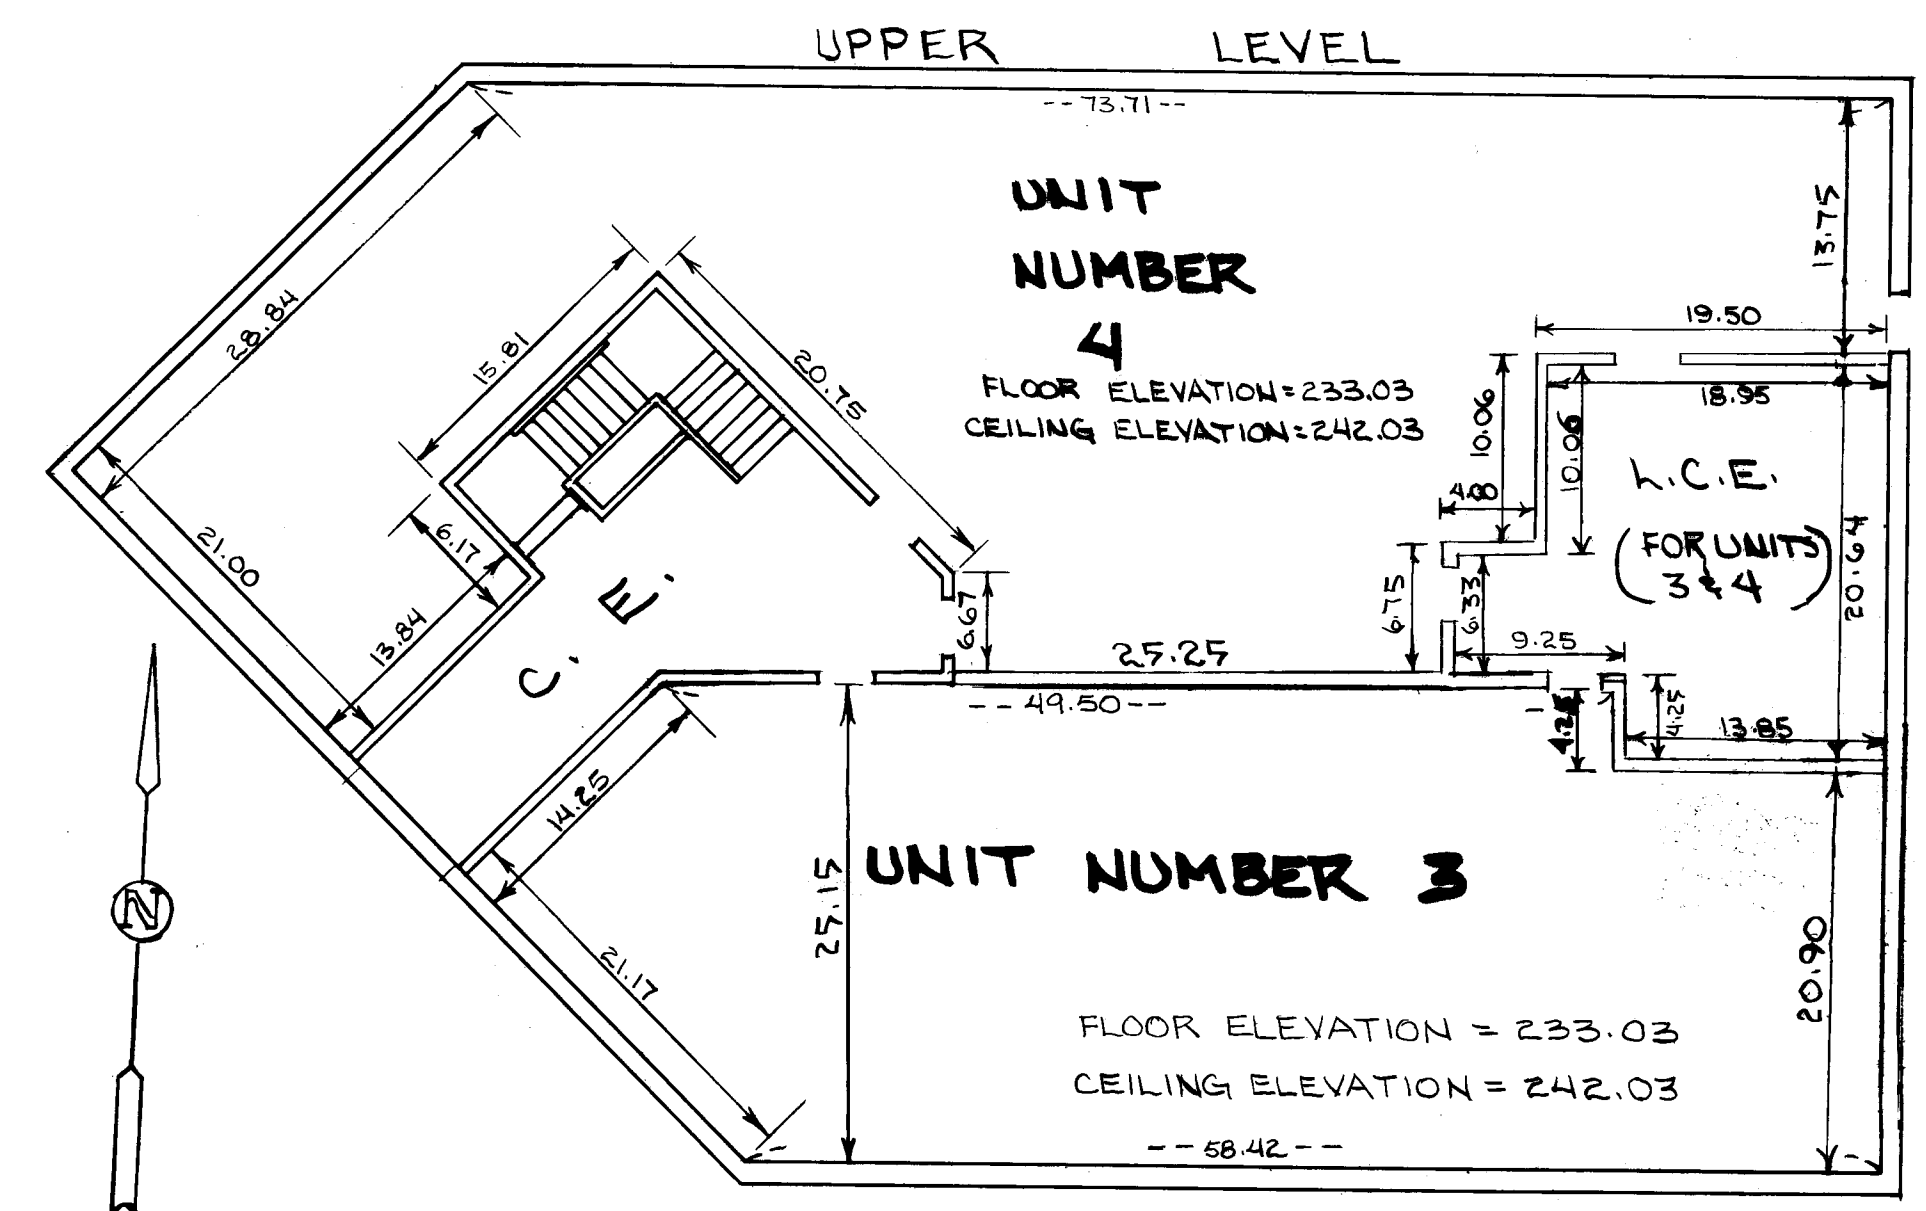 UPPER LEVEL
--73.71--
UNIT
NUMBER
4
FLOOR ELEVATION=233.03
CEILING ELEVATION=242.03
13.75
19.50
18.95
28.84
15.81
20.75
10.06
10.06
4.00
L.C.E.
(FOR UNITS
3 & 4)
20.64
21.00
6.17
13.84
C. E.
6.67
6.75
6.33
25.25
9.25
--49.50--
4.25
4.25
13.85
14.25
25.15
UNIT NUMBER 3
20.90
N
21.17
FLOOR ELEVATION = 233.03
CEILING ELEVATION = 242.03
--58.42--